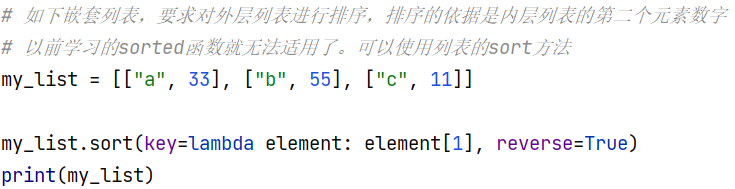 # 如下嵌套列表，要求对外层列表进行排序，排序的依据是内层列表的第二个元素数字
# 以前学习的sorted函数就无法适用了。可以使用列表的sort方法
my_list = [["a", 33], ["b", 55], ["c", 11]]
my_list.sort(key=lambda element: element[1], reverse=True)
print(my_list)